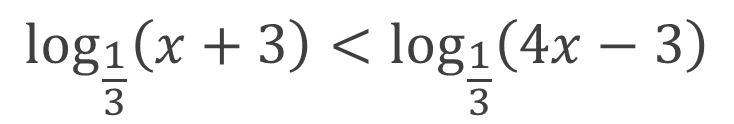 log_{1/3}(x + 3) < log_{1/3}(4x − 3)